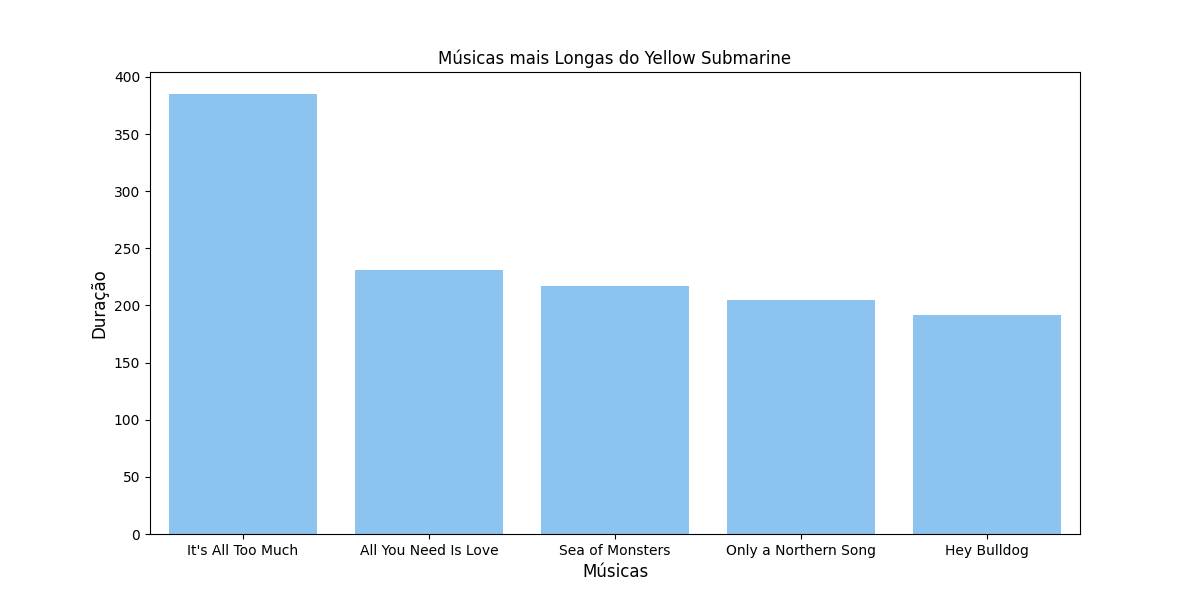 Músicas mais Longas do Yellow Submarine
400
350
300
250
200
150
100
50
0
Duração
It's All Too Much
All You Need Is Love
Sea of Monsters
Only a Northern Song
Hey Bulldog
Músicas